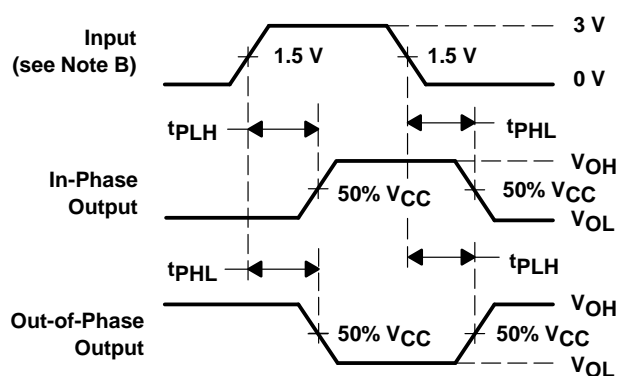 3 V
Input
(see Note B)
1.5 V
1.5 V
0 V
tPLH
tPHL
VOH
In-Phase
Output
50% VCC
50% VCC
VOL
tPHL
tPLH
VOH
Out-of-Phase
Output
50% VCC
50% VCC
VOL